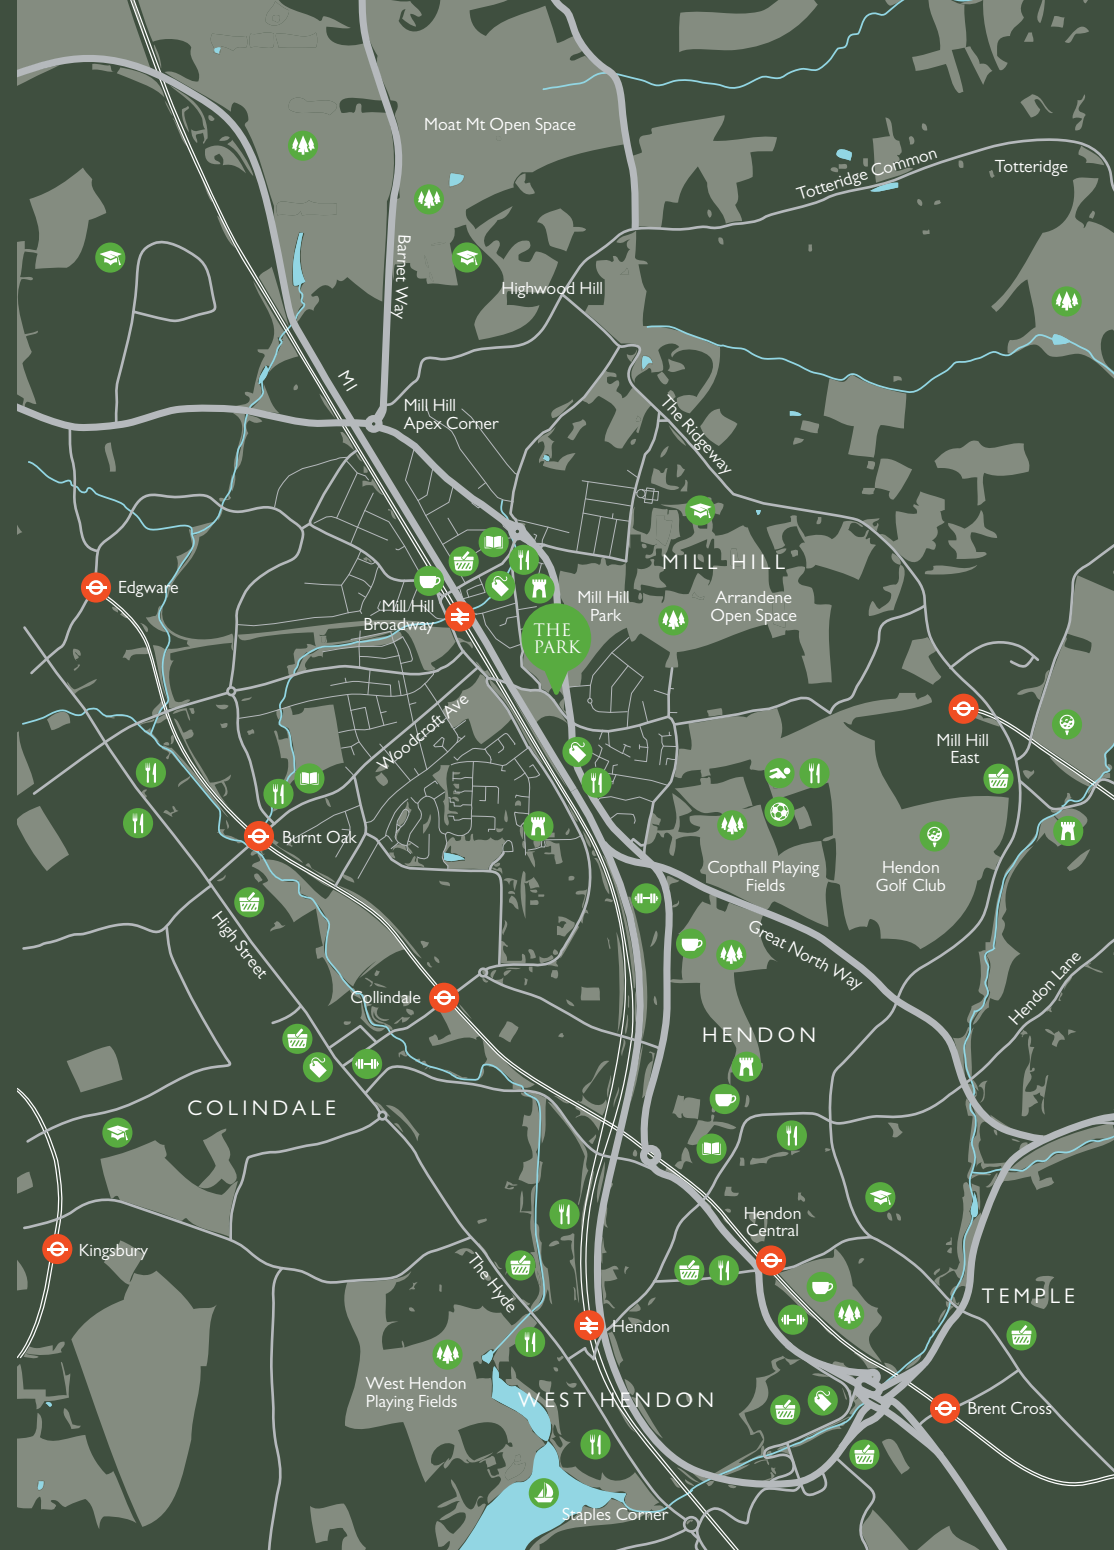 Moat Mt Open Space
Totteridge Common
Totteridge
Barnet Way
Highwood Hill
M1
Mill Hill
Apex Corner
The Ridgeway
MILL HILL
Edgware
Mill Hill
Broadway
Mill Hill
Park
Arrandene
Open Space
THE
PARK
Woodcroft Ave
Mill Hill
East
Burnt Oak
Copthall Playing
Fields
Hendon
Golf Club
High Street
Great North Way
Hendon Lane
Collindale
HENDON
COLINDALE
Hendon
Central
Kingsbury
The Hyde
TEMPLE
Hendon
West Hendon
Playing Fields
WEST HENDON
Brent Cross
Staples Corner